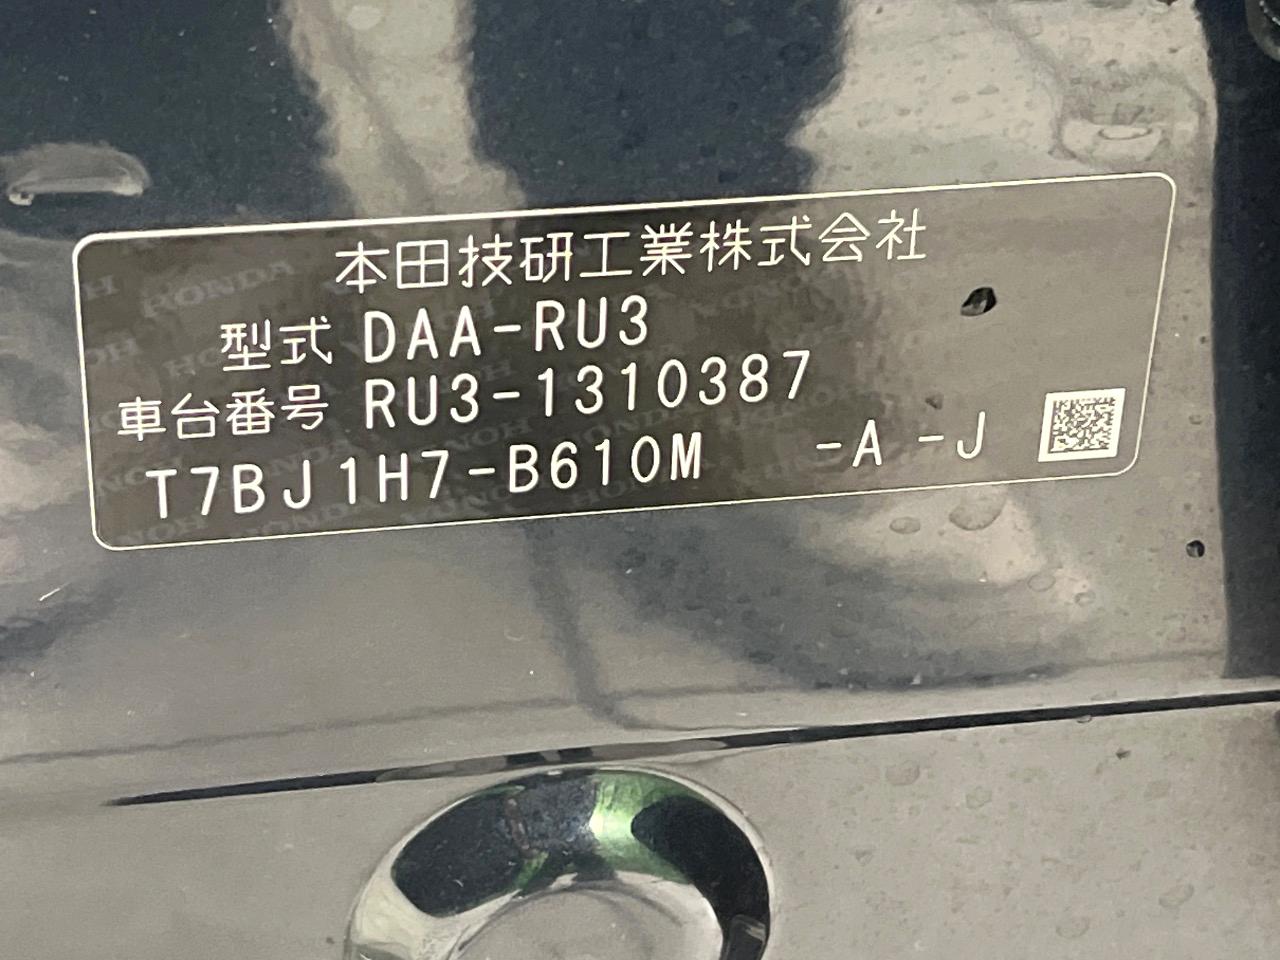 本田技研工業株式会社
型式 DAA-RU3
車台番号 RU3-1310387
T7BJ1H7-B610M -A -J